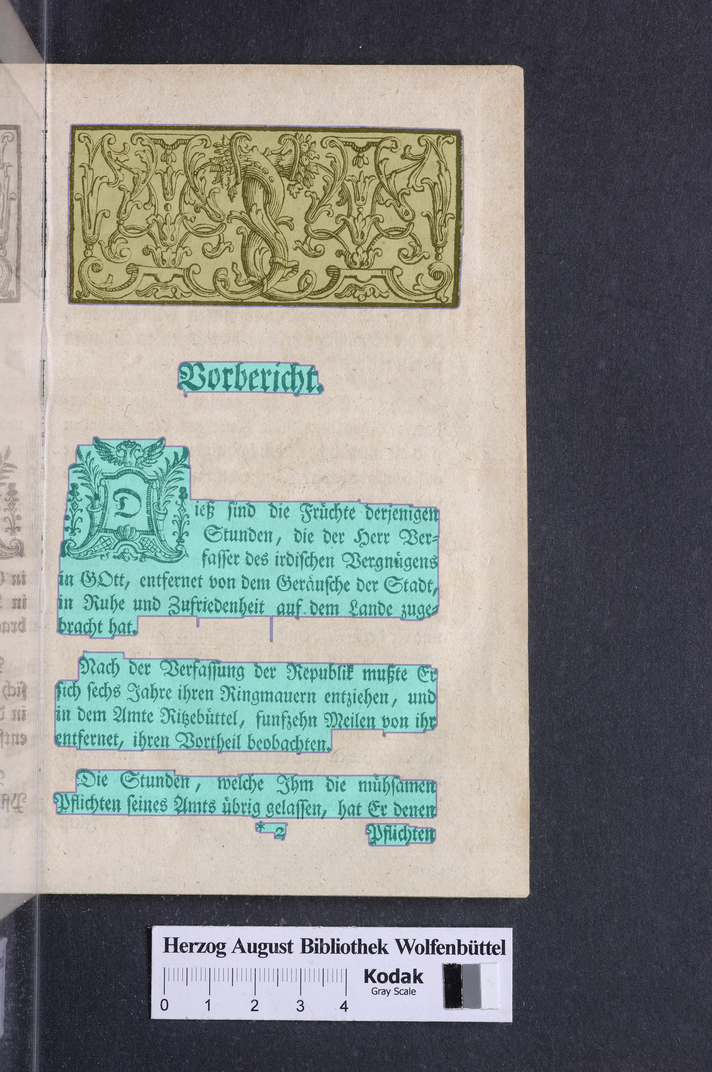 Vorbericht.
Dieß sind die Früchte derjenigen
Stunden, die der Herr Ver-
fasser des irdischen Vergnügens
in GOtt, entfernet von dem Geräusche der Stadt,
in Ruhe und Zufriedenheit auf dem Lande zuge-
bracht hat.
Nach der Verfassung der Republik mußte Er
sich sechs Jahre ihren Ringmauern entziehen, und
in dem Amte Ritzebüttel, funfzehn Meilen von ihr
entfernet, ihren Vortheil beobachten.
Die Stunden, welche Ihm die mühsamen
Pflichten seines Amts übrig gelassen, hat Er denen
* 2 Pflichten
Herzog August Bibliothek Wolfenbüttel
Kodak
Gray Scale
0 1 2 3 4